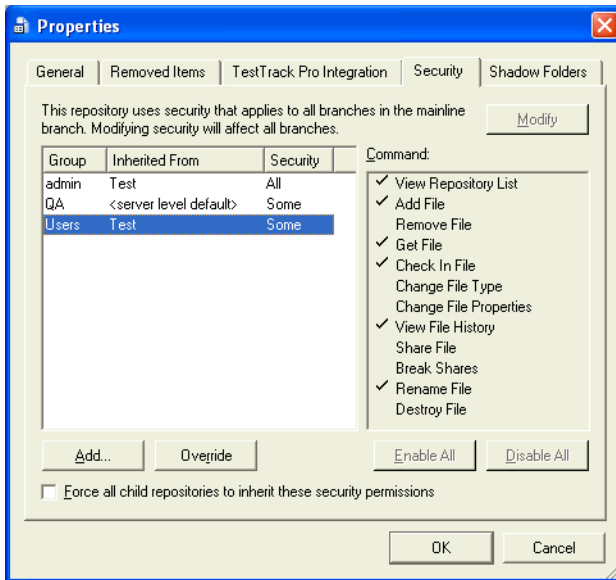 Properties
General Removed Items TestTrack Pro Integration Security Shadow Folders
This repository uses security that applies to all branches in the mainline
branch. Modifying security will affect all branches.
Modify
Group Inherited From Security
admin Test All
QA <server level default> Some
Users Test Some
Command:
View Repository List
Add File
Remove File
Get File
Check In File
Change File Type
Change File Properties
View File History
Share File
Break Shares
Rename File
Destroy File
Add... Override Enable All Disable All
Force all child repositories to inherit these security permissions
OK Cancel